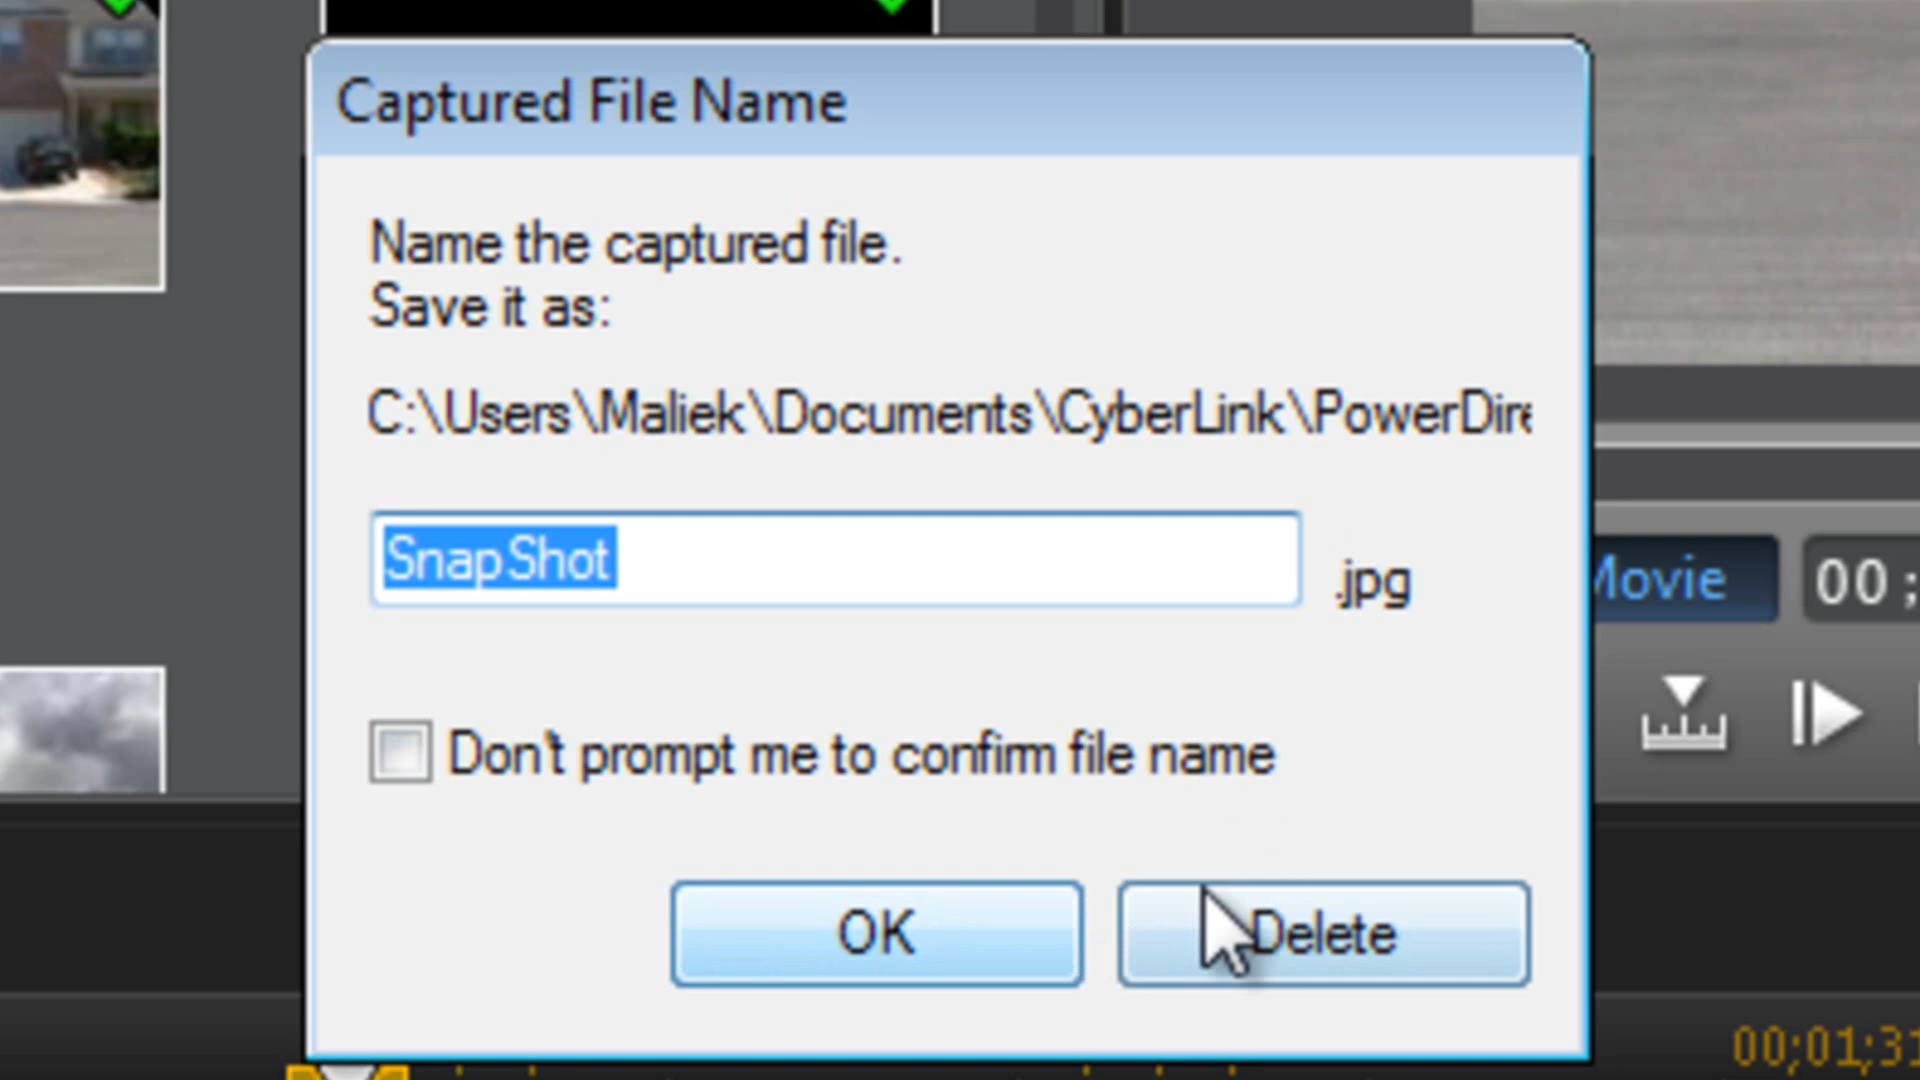 Captured File Name
Name the captured file.
Save it as:
C:\Users\Maliek\Documents\CyberLink\PowerDire
SnapShot
.jpg
Movie
00;
Don't prompt me to confirm file name
OK
Delete
00;01;31